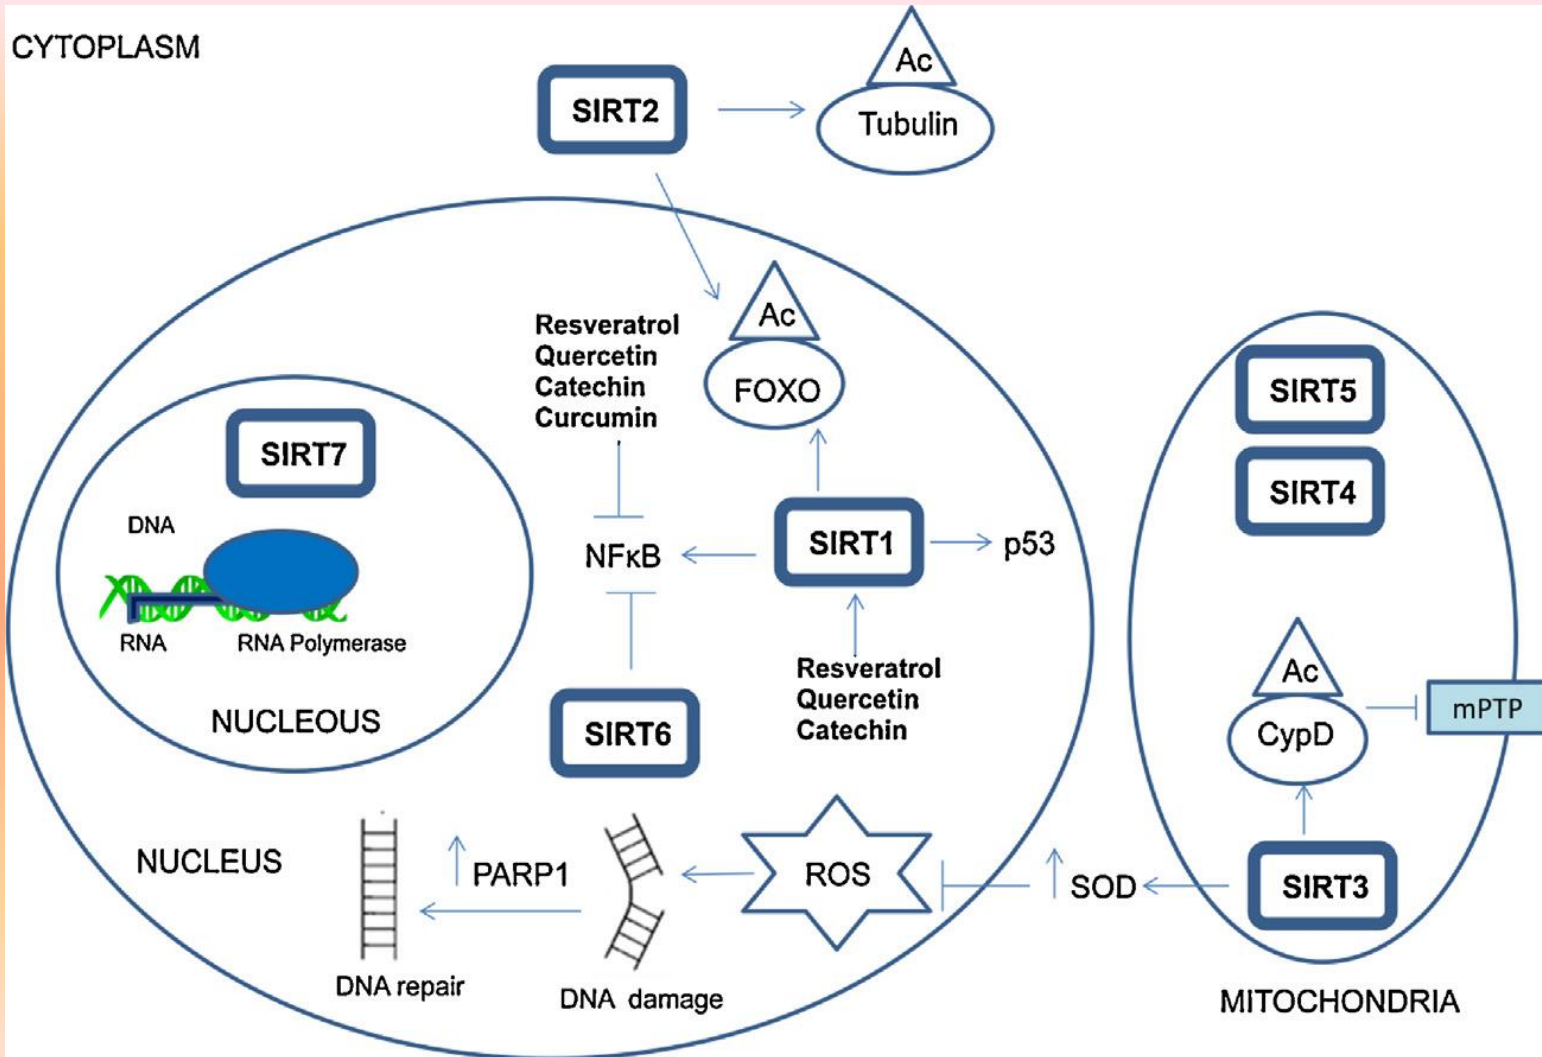 CYTOPLASM
SIRT2
Ac
Tubulin
Resveratrol
Quercetin
Catechin
Curcumin
Ac
FOXO
SIRT7
DNA
RNA
RNA Polymerase
NUCLEOUS
NFκB
SIRT1
p53
Resveratrol
Quercetin
Catechin
SIRT6
NUCLEUS
PARP1
DNA repair
DNA damage
ROS
SOD
SIRT5
SIRT4
Ac
CypD
mPTP
SIRT3
MITOCHONDRIA